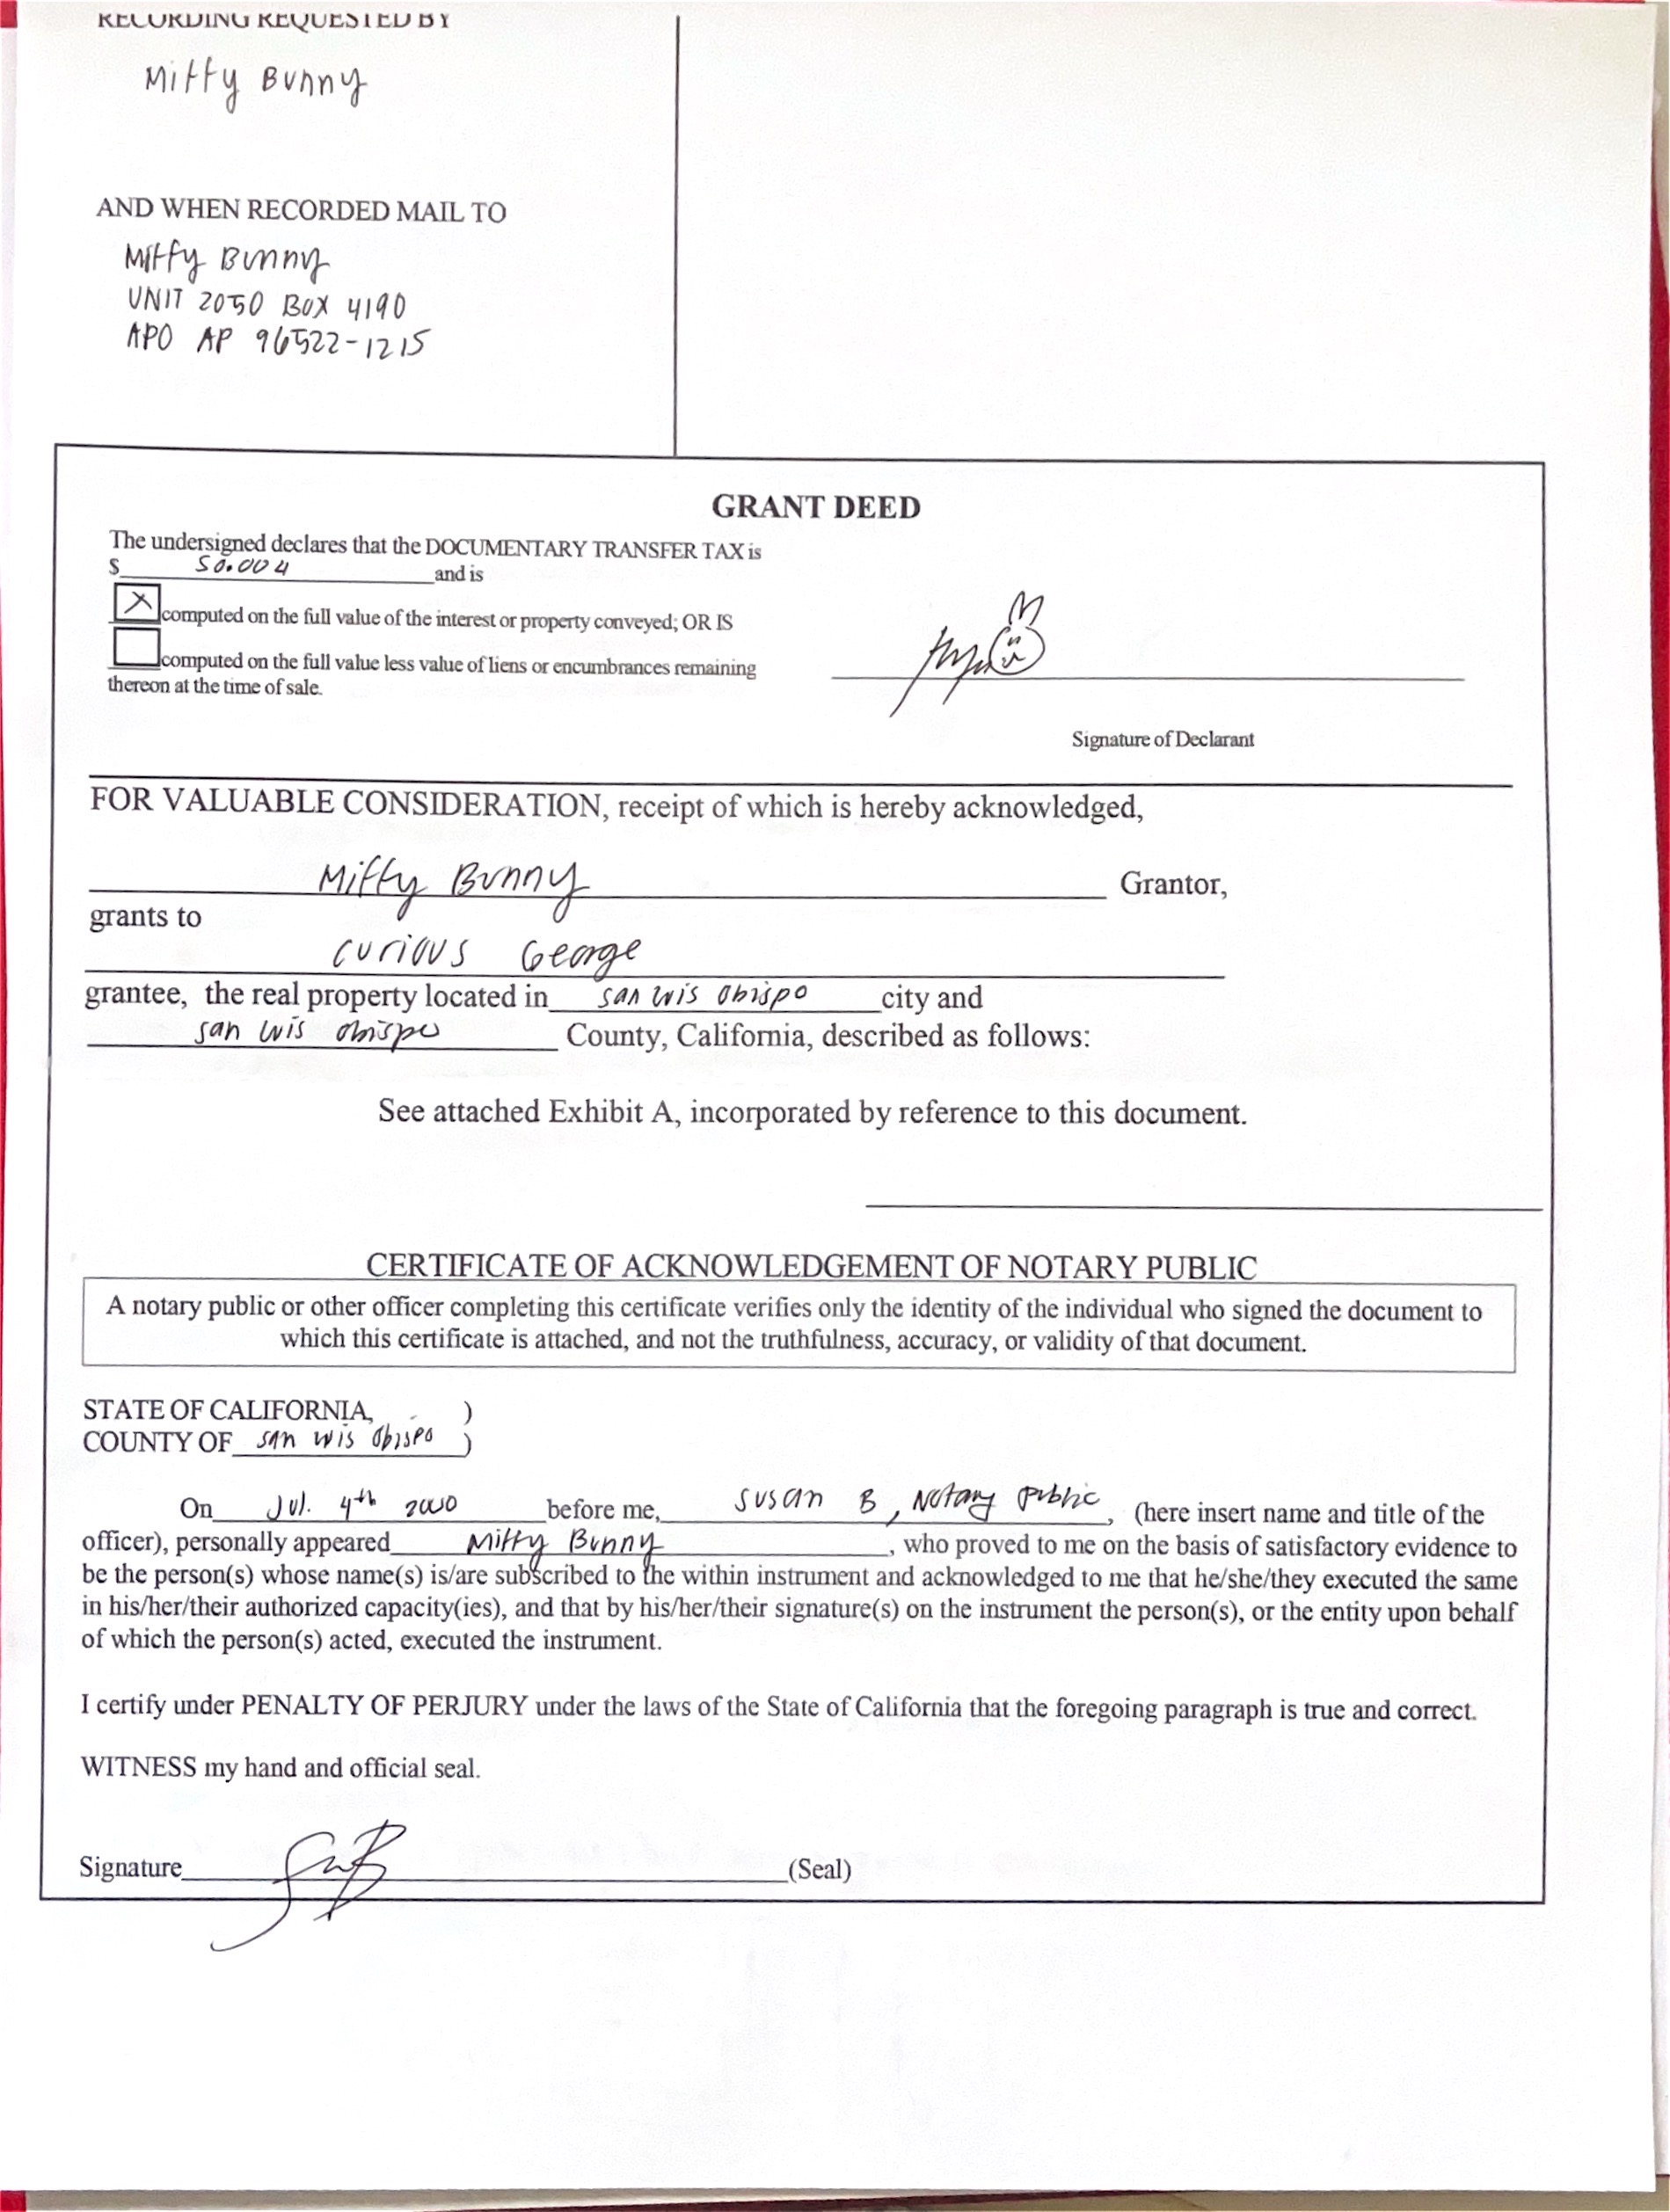 RECORDING REQUESTED BY
Miffy Bunny
AND WHEN RECORDED MAIL TO
Miffy Bunny
UNIT 2050 BOX 4190
APO AP 96522-1215
GRANT DEED
The undersigned declares that the DOCUMENTARY TRANSFER TAX is
$ 50.004 and is
X computed on the full value of the interest or property conveyed; OR IS
computed on the full value less value of liens or encumbrances remaining
thereon at the time of sale.
Signature of Declarant
FOR VALUABLE CONSIDERATION, receipt of which is hereby acknowledged,
Miffy Bunny Grantor,
grants to
curious George
grantee, the real property located in san luis obispo city and
san luis obispo County, California, described as follows:
See attached Exhibit A, incorporated by reference to this document.
CERTIFICATE OF ACKNOWLEDGEMENT OF NOTARY PUBLIC
A notary public or other officer completing this certificate verifies only the identity of the individual who signed the document to
which this certificate is attached, and not the truthfulness, accuracy, or validity of that document.
STATE OF CALIFORNIA, )
COUNTY OF san luis obispo )
On Jul. 4th 2000 before me, susan B, Notary public, (here insert name and title of the
officer), personally appeared Miffy Bunny, who proved to me on the basis of satisfactory evidence to
be the person(s) whose name(s) is/are subscribed to the within instrument and acknowledged to me that he/she/they executed the same
in his/her/their authorized capacity(ies), and that by his/her/their signature(s) on the instrument the person(s), or the entity upon behalf
of which the person(s) acted, executed the instrument.
I certify under PENALTY OF PERJURY under the laws of the State of California that the foregoing paragraph is true and correct.
WITNESS my hand and official seal.
Signature (Seal)